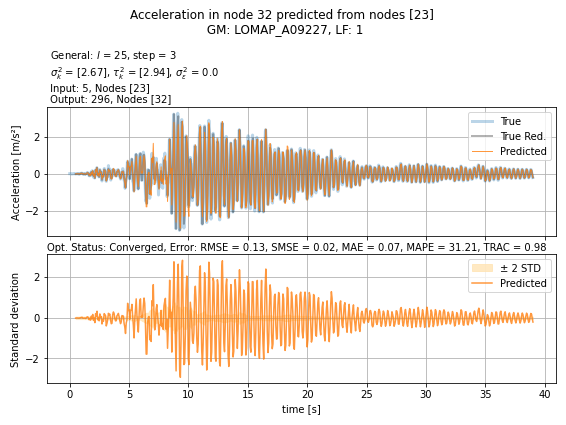 Acceleration in node 32 predicted from nodes [23]
GM: LOMAP_A09227, LF: 1
General: l = 25, step = 3
σ²ₖ = [2.67], τ²ₖ = [2.94], σ²ₑ = 0.0
Input: 5, Nodes [23]
Output: 296, Nodes [32]
True
True Red.
Predicted
Acceleration [m/s²]
2
0
−2
Opt. Status: Converged, Error: RMSE = 0.13, SMSE = 0.02, MAE = 0.07, MAPE = 31.21, TRAC = 0.98
± 2 STD
Predicted
Standard deviation
2
0
−2
0 5 10 15 20 25 30 35 40
time [s]